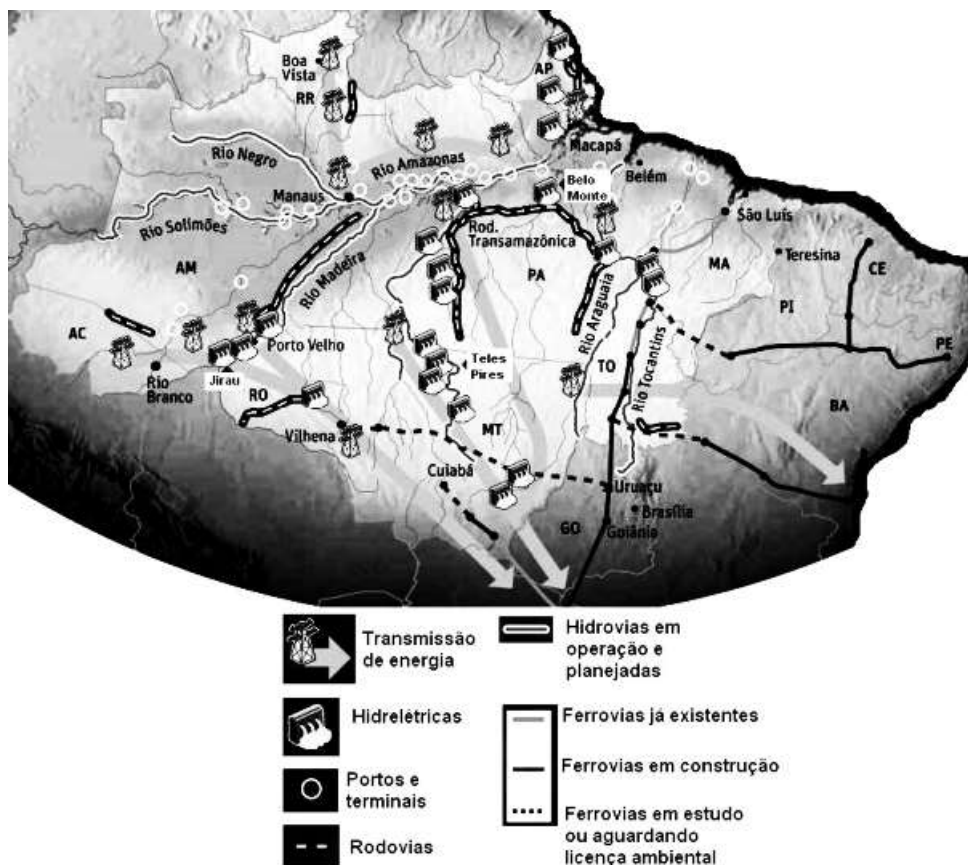 Boa
Vista
RR
AP
Rio Negro
Rio Amazonas
Macapá
Manaus
Belo
Monte
Belém
Rio Solimões
Rod.
Transamazônica
São Luís
AM
Rio Madeira
PA
Rio Araguaia
MA
Teresina
CE
PI
AC
Porto Velho
Teles
Pires
TO
Rio Tocantins
PE
Rio
Branco
Jirau
RO
BA
Vilhena
MT
Cuiabá
Uruaçu
Brasília
GO
Goiânia
Transmissão
de energia
Hidrelétricas
Portos e
terminais
Rodovias
Hidrovias em
operação e
planejadas
Ferrovias já existentes
Ferrovias em construção
Ferrovias em estudo
ou aguardando
licença ambiental